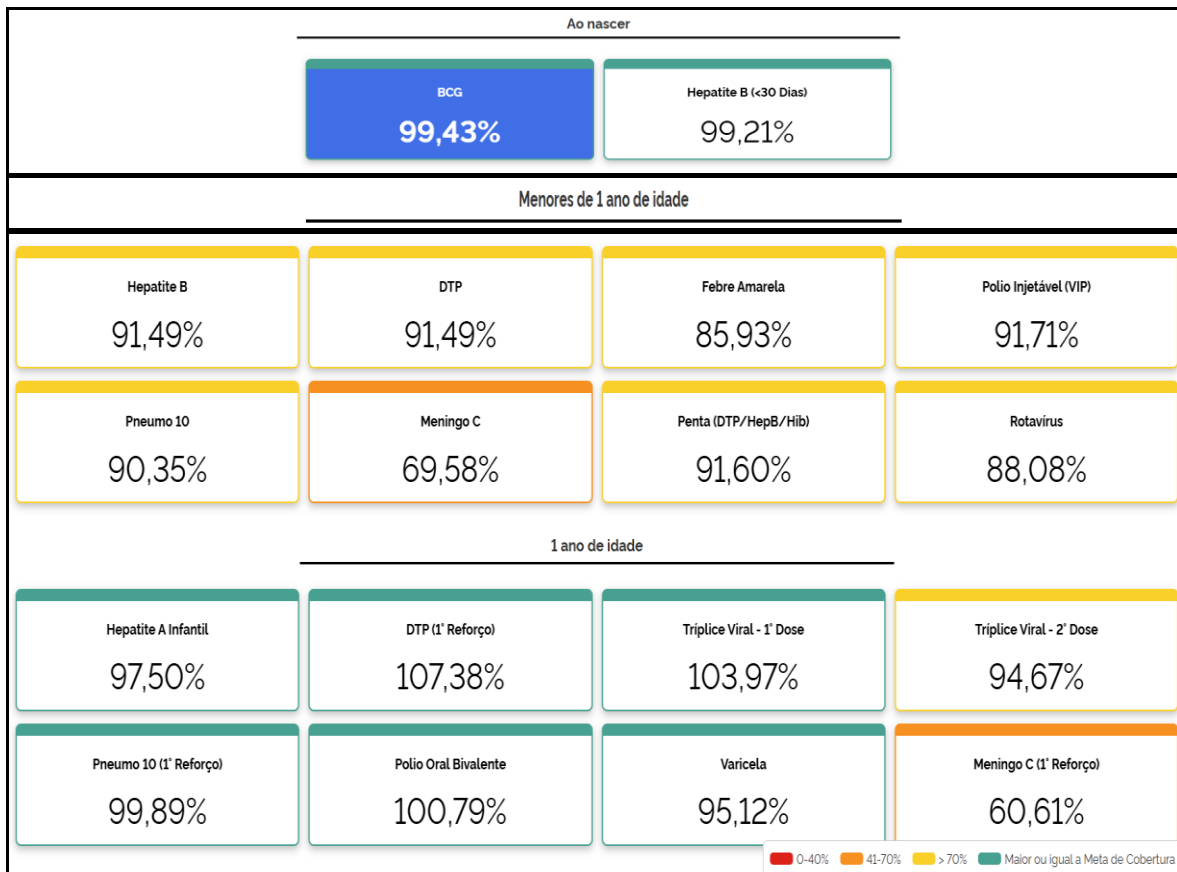 Ao nascer
BCG
99,43%
Hepatite B (<30 Dias)
99,21%
Menores de 1 ano de idade
Hepatite B
91,49%
DTP
91,49%
Febre Amarela
85,93%
Polio Injetável (VIP)
91,71%
Pneumo 10
90,35%
Meningo C
69,58%
Penta (DTP/HepB/Hib)
91,60%
Rotavírus
88,08%
1 ano de idade
Hepatite A Infantil
97,50%
DTP (1° Reforço)
107,38%
Tríplice Viral - 1° Dose
103,97%
Tríplice Viral - 2° Dose
94,67%
Pneumo 10 (1° Reforço)
99,89%
Polio Oral Bivalente
100,79%
Varicela
95,12%
Meningo C (1° Reforço)
60,61%
0-40% 41-70% > 70% Maior ou igual a Meta de Cobertura